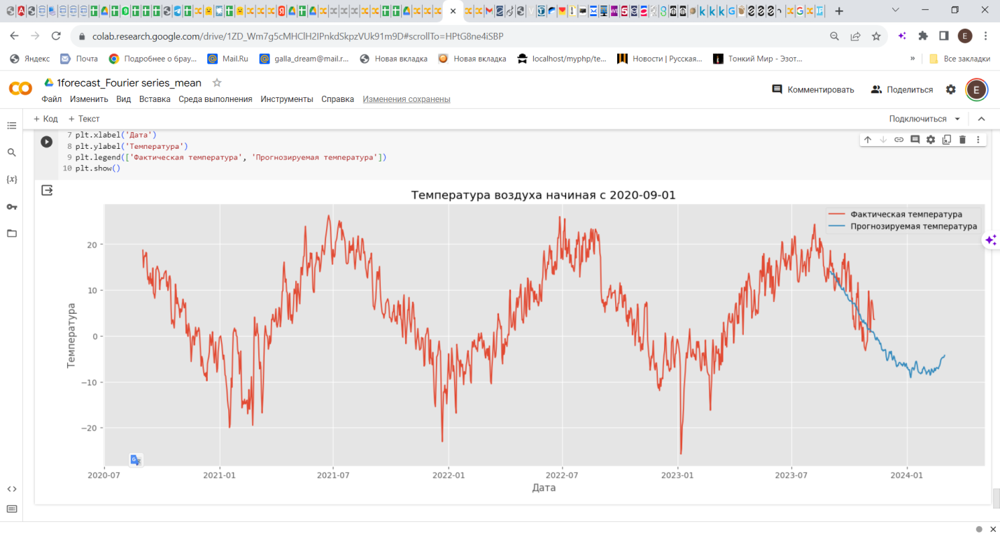 colab.research.google.com/drive/1ZD_Wm7g5cMHClH2IPnkdSkpzVUk91m9D#scrollTo=HPtG8ne4iSBP
E
Яндекс Почта Подробнее о брау... Mail.Ru galla_dream@mail.r... Новая вкладка Новая вкладка localhost/myphp/te... Новости | Русская... Тонкий Мир - Эзот... » Все закладки
1forecast_Fourier series_mean
Комментировать Поделиться E
Файл Изменить Вид Вставка Среда выполнения Инструменты Справка Изменения сохранены
+ Код + Текст Подключиться
7 plt.xlabel('Дата')
8 plt.ylabel('Температура')
9 plt.legend(['Фактическая температура', 'Прогнозируемая температура'])
10 plt.show()
{x}
Температура воздуха начиная с 2020-09-01
Фактическая температура
Прогнозируемая температура
20
10
0
−10
−20
Температура
2020-07 2021-01 2021-07 2022-01 2022-07 2023-01 2023-07 2024-01
Дата